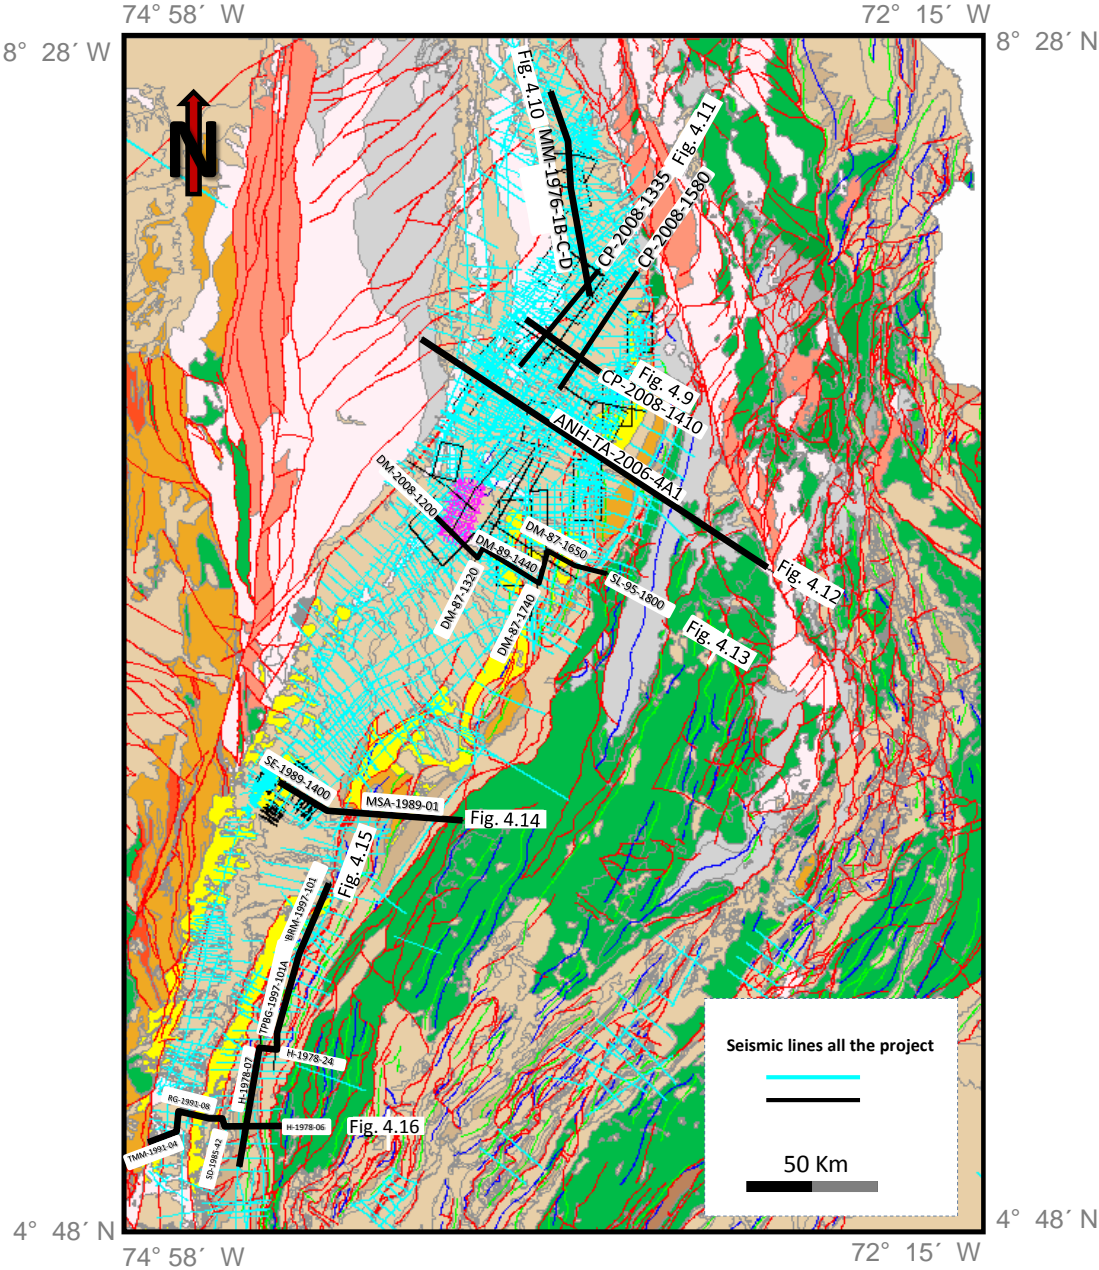 74° 58´ W
72° 15´ W
8° 28´ W
8° 28´ N
N
Fig. 4.10
MM-1976-1B-C-D
Fig. 4.11
CP-2008-1335
CP-2008-1580
Fig. 4.9
CP-2008-1410
ANH-TA-2006-4A1
Fig. 4.12
DM-2008-1200
DM-87-1320
DM-89-1440
DM-87-1740
DM-87-1650
SL-95-1800
Fig. 4.13
SE-1989-1400
MSA-1989-01
Fig. 4.14
Fig. 4.15
BRM-1997-101
TPBG-1997-101A
H-1978-24
H-1978-07
RG-1991-08
TMM-1991-04
SD-1985-42
H-1978-06
Fig. 4.16
Seismic lines all the project
50 Km
4° 48´ N
4° 48´ N
74° 58´ W
72° 15´ W